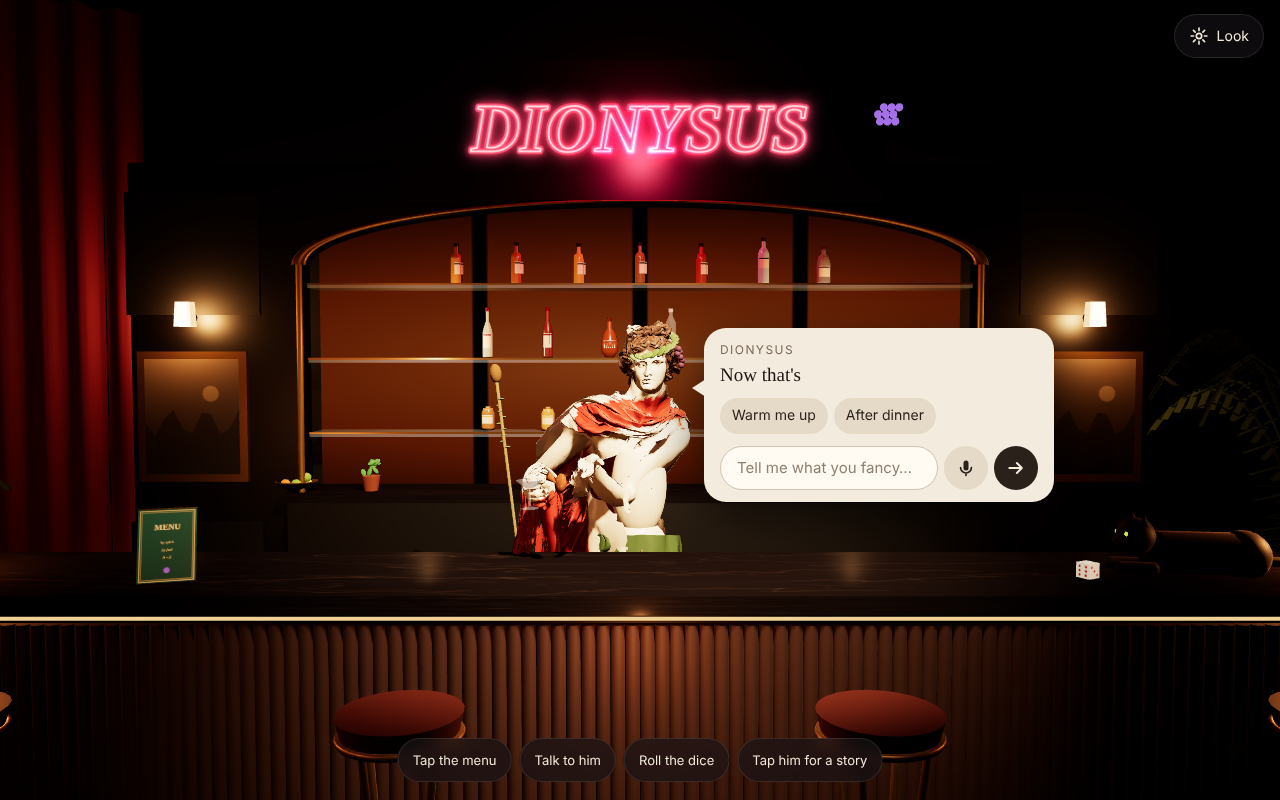 Look
DIONYSUS
DIONYSUS
Now that's
Warm me up
After dinner
Tell me what you fancy...
MENU
Tap the menu
Talk to him
Roll the dice
Tap him for a story